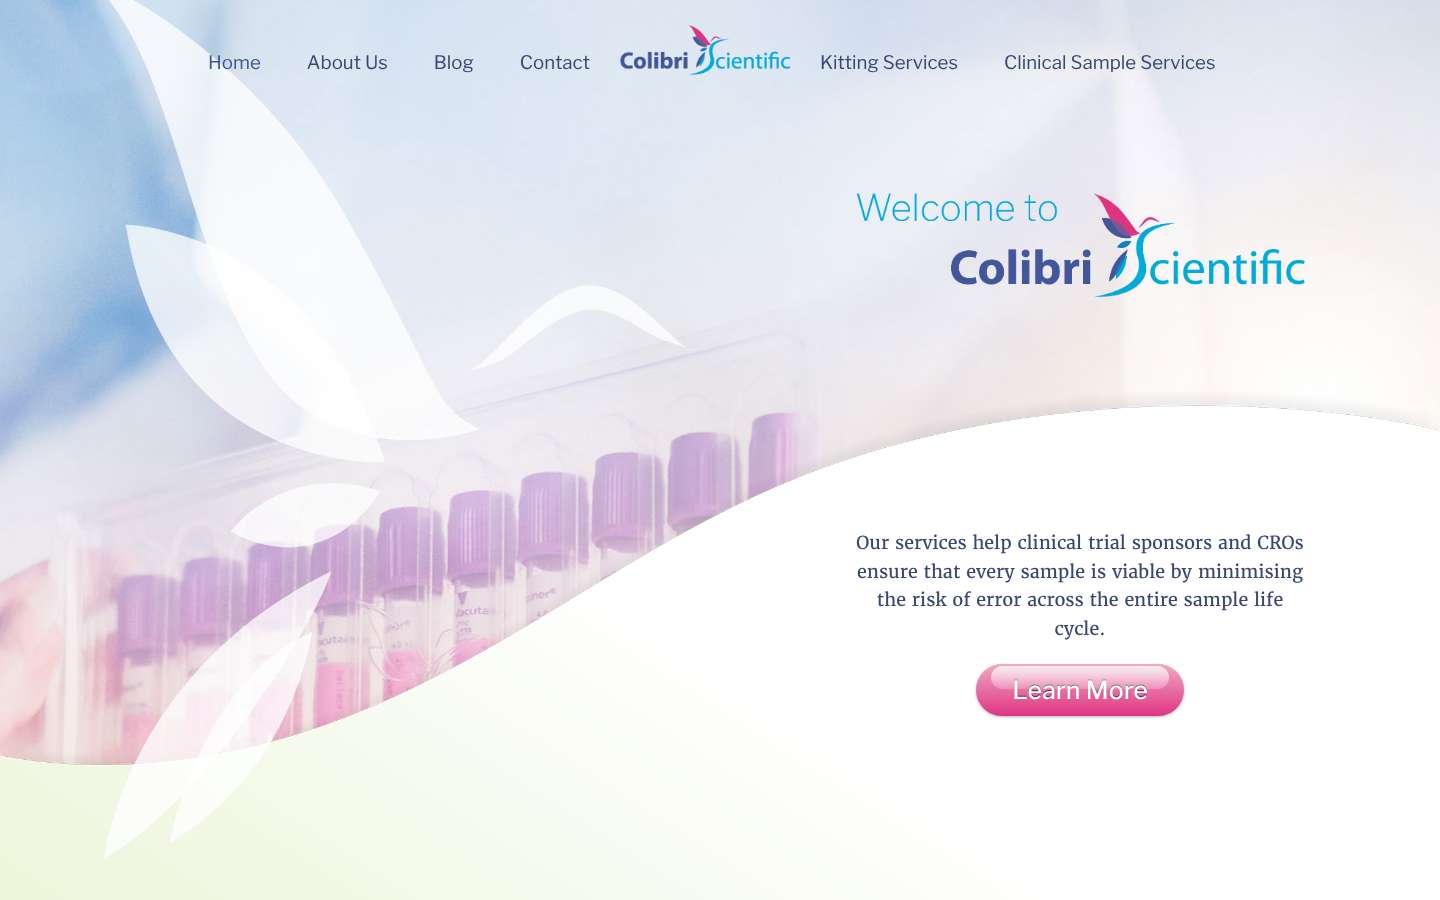 Home
About Us
Blog
Contact
Colibri Scientific
Kitting Services
Clinical Sample Services
Welcome to
Colibri Scientific
Our services help clinical trial sponsors and CROs
ensure that every sample is viable by minimising
the risk of error across the entire sample life
cycle.
Learn More